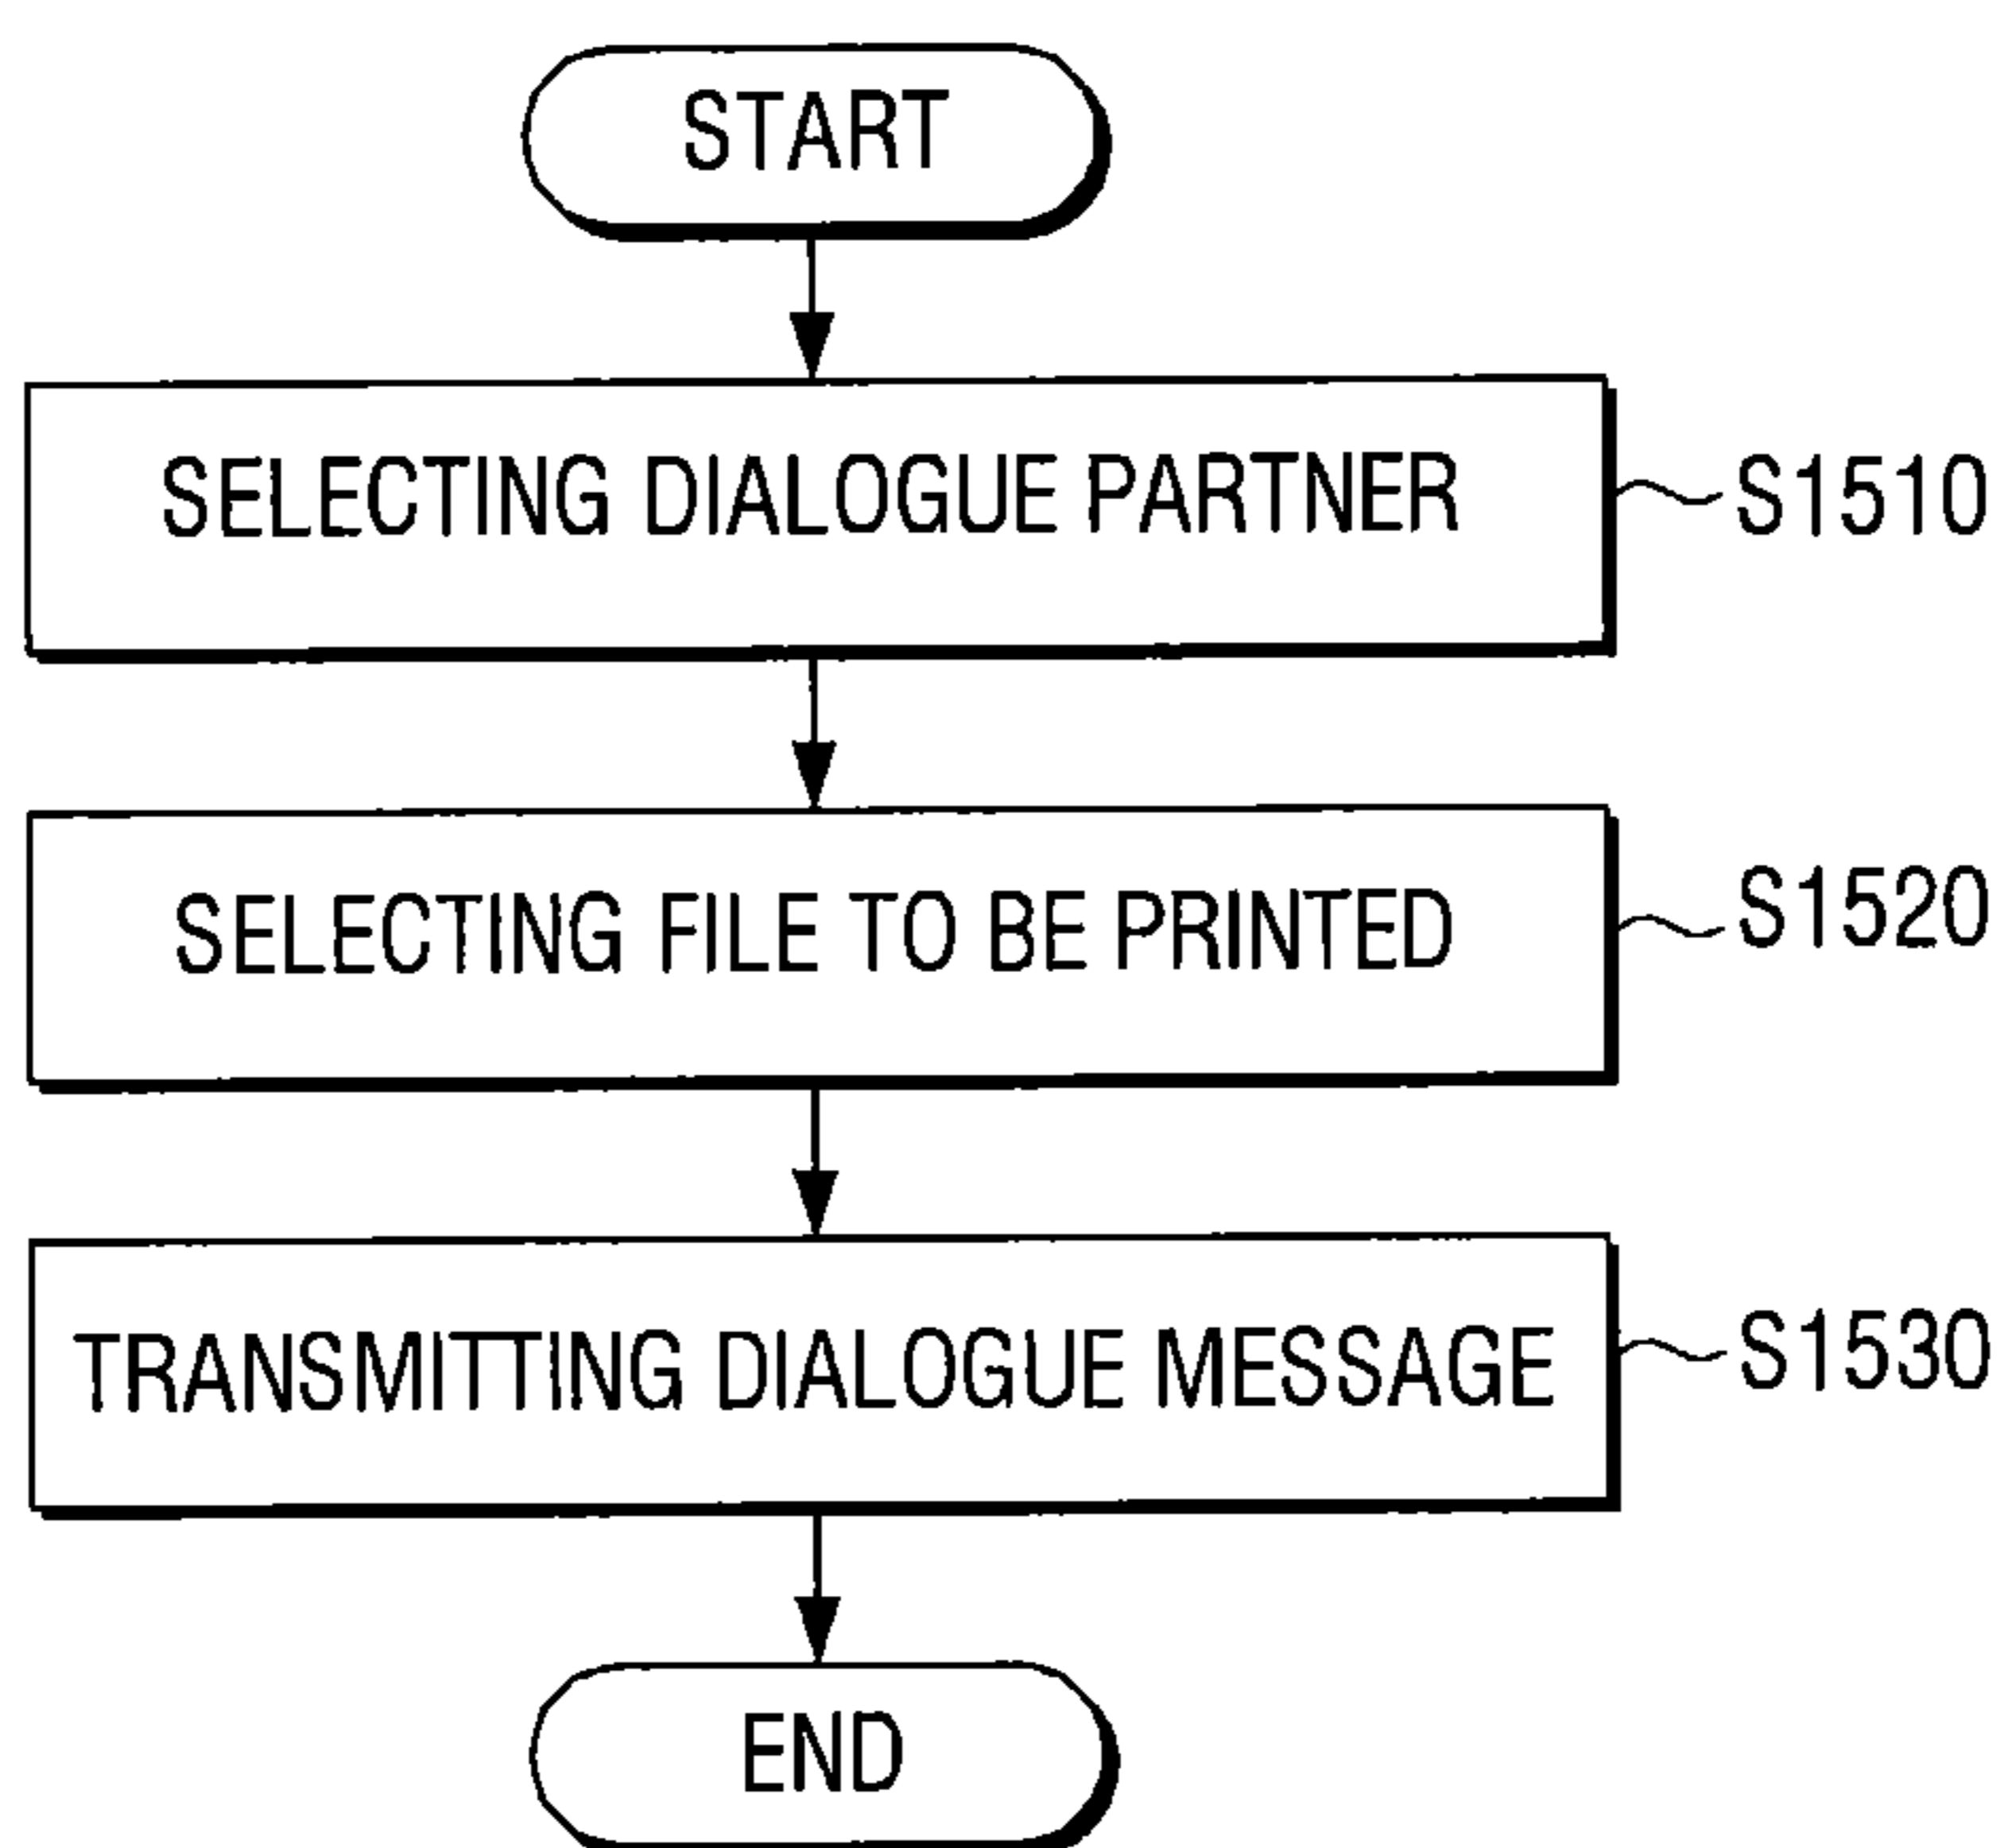 START
SELECTING DIALOGUE PARTNER
S1510
SELECTING FILE TO BE PRINTED
S1520
TRANSMITTING DIALOGUE MESSAGE
S1530
END